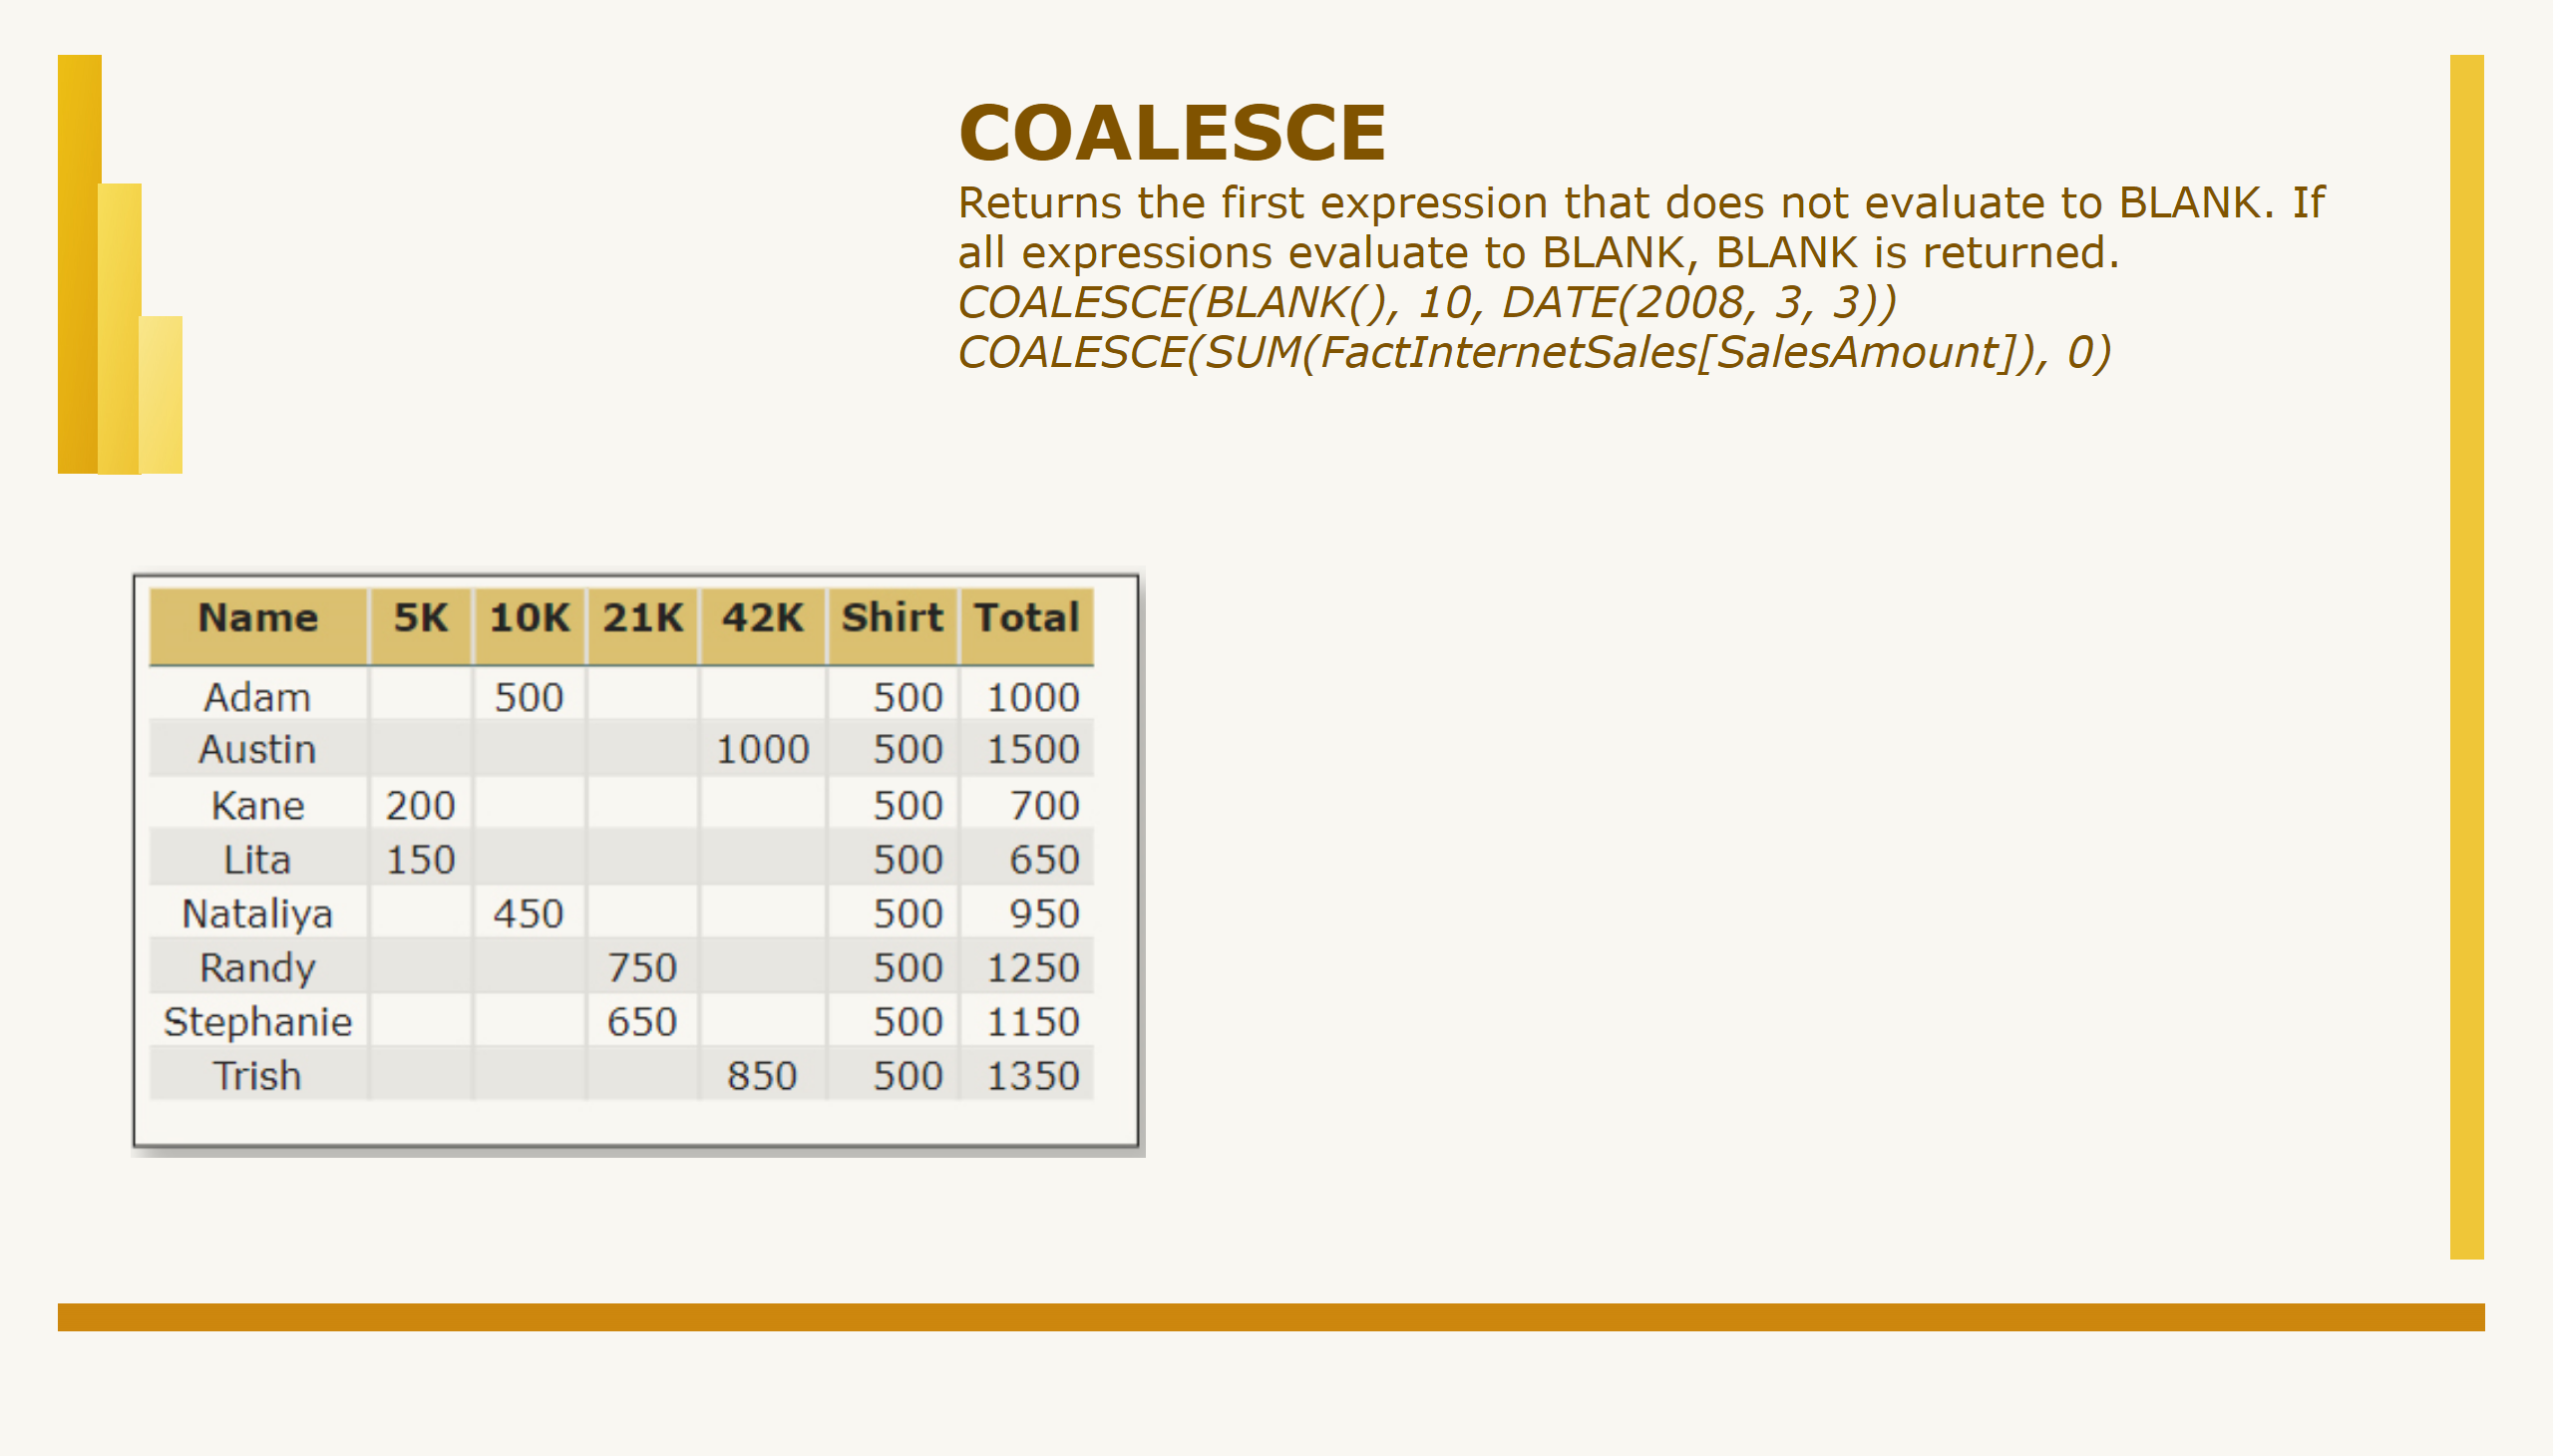 COALESCE
Returns the first expression that does not evaluate to BLANK. If
all expressions evaluate to BLANK, BLANK is returned.
COALESCE(BLANK(), 10, DATE(2008, 3, 3))
COALESCE(SUM(FactInternetSales[SalesAmount]), 0)
Name 5K 10K 21K 42K Shirt Total
Adam 500 500 1000
Austin 1000 500 1500
Kane 200 500 700
Lita 150 500 650
Nataliya 450 500 950
Randy 750 500 1250
Stephanie 650 500 1150
Trish 850 500 1350